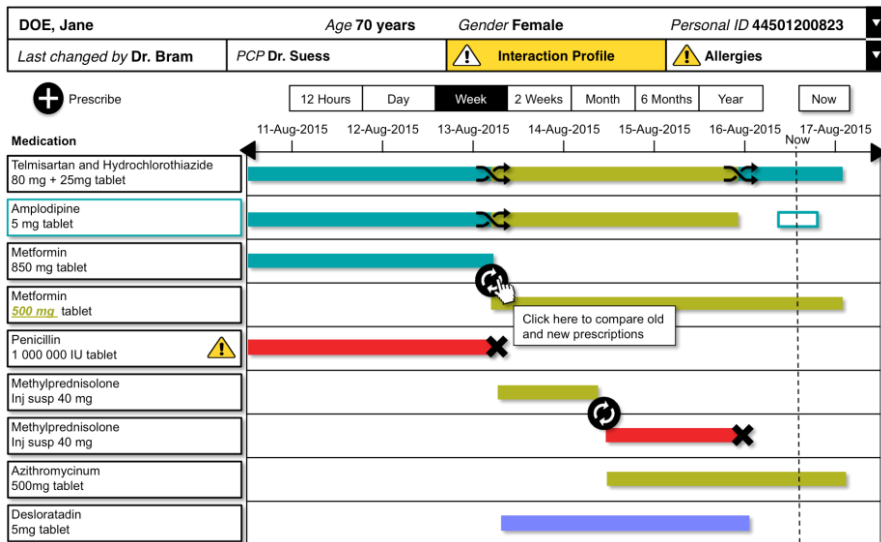 DOE, Jane Age 70 years Gender Female Personal ID 44501200823
Last changed by Dr. Bram PCP Dr. Suess Interaction Profile Allergies
Prescribe 12 Hours Day Week 2 Weeks Month 6 Months Year Now
11-Aug-2015 12-Aug-2015 13-Aug-2015 14-Aug-2015 15-Aug-2015 16-Aug-2015 17-Aug-2015
Medication Now
Telmisartan and Hydrochlorothiazide
80 mg + 25mg tablet
Amplodipine
5 mg tablet
Metformin
850 mg tablet
Metformin
500 mg tablet
Click here to compare old
and new prescriptions
Penicillin
1 000 000 IU tablet
Methylprednisolone
Inj susp 40 mg
Methylprednisolone
Inj susp 40 mg
Azithromycinum
500mg tablet
Desloratadin
5mg tablet